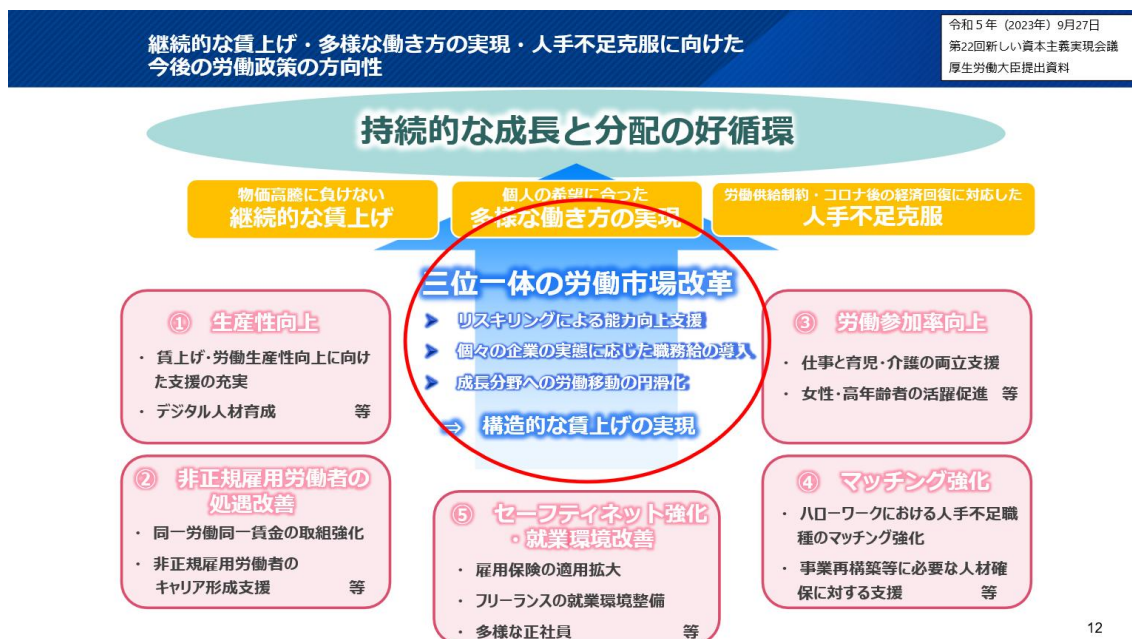 継続的な賃上げ・多様な働き方の実現・人手不足克服に向けた
今後の労働政策の方向性
令和5年（2023年）9月27日
第22回新しい資本主義実現会議
厚生労働大臣提出資料
持続的な成長と分配の好循環
物価高騰に負けない
継続的な賃上げ
個人の希望に合った
多様な働き方の実現
労働供給制約・コロナ後の経済回復に対応した
人手不足克服
三位一体の労働市場改革
➤ リスキリングによる能力向上支援
➤ 個々の企業の実態に応じた職務給の導入
➤ 成長分野への労働移動の円滑化
⇒ 構造的な賃上げの実現
① 生産性向上
・ 賃上げ・労働生産性向上に向け
た支援の充実
・ デジタル人材育成 等
② 非正規雇用労働者の
処遇改善
・ 同一労働同一賃金の取組強化
・ 非正規雇用労働者の
キャリア形成支援 等
③ 労働参加率向上
・ 仕事と育児・介護の両立支援
・ 女性・高年齢者の活躍促進 等
④ マッチング強化
・ ハローワークにおける人手不足職
種のマッチング強化
・ 事業再構築等に必要な人材確
保に対する支援 等
⑤ セーフティネット強化
・就業環境改善
・ 雇用保険の適用拡大
・ フリーランスの就業環境整備
・ 多様な正社員 等
12